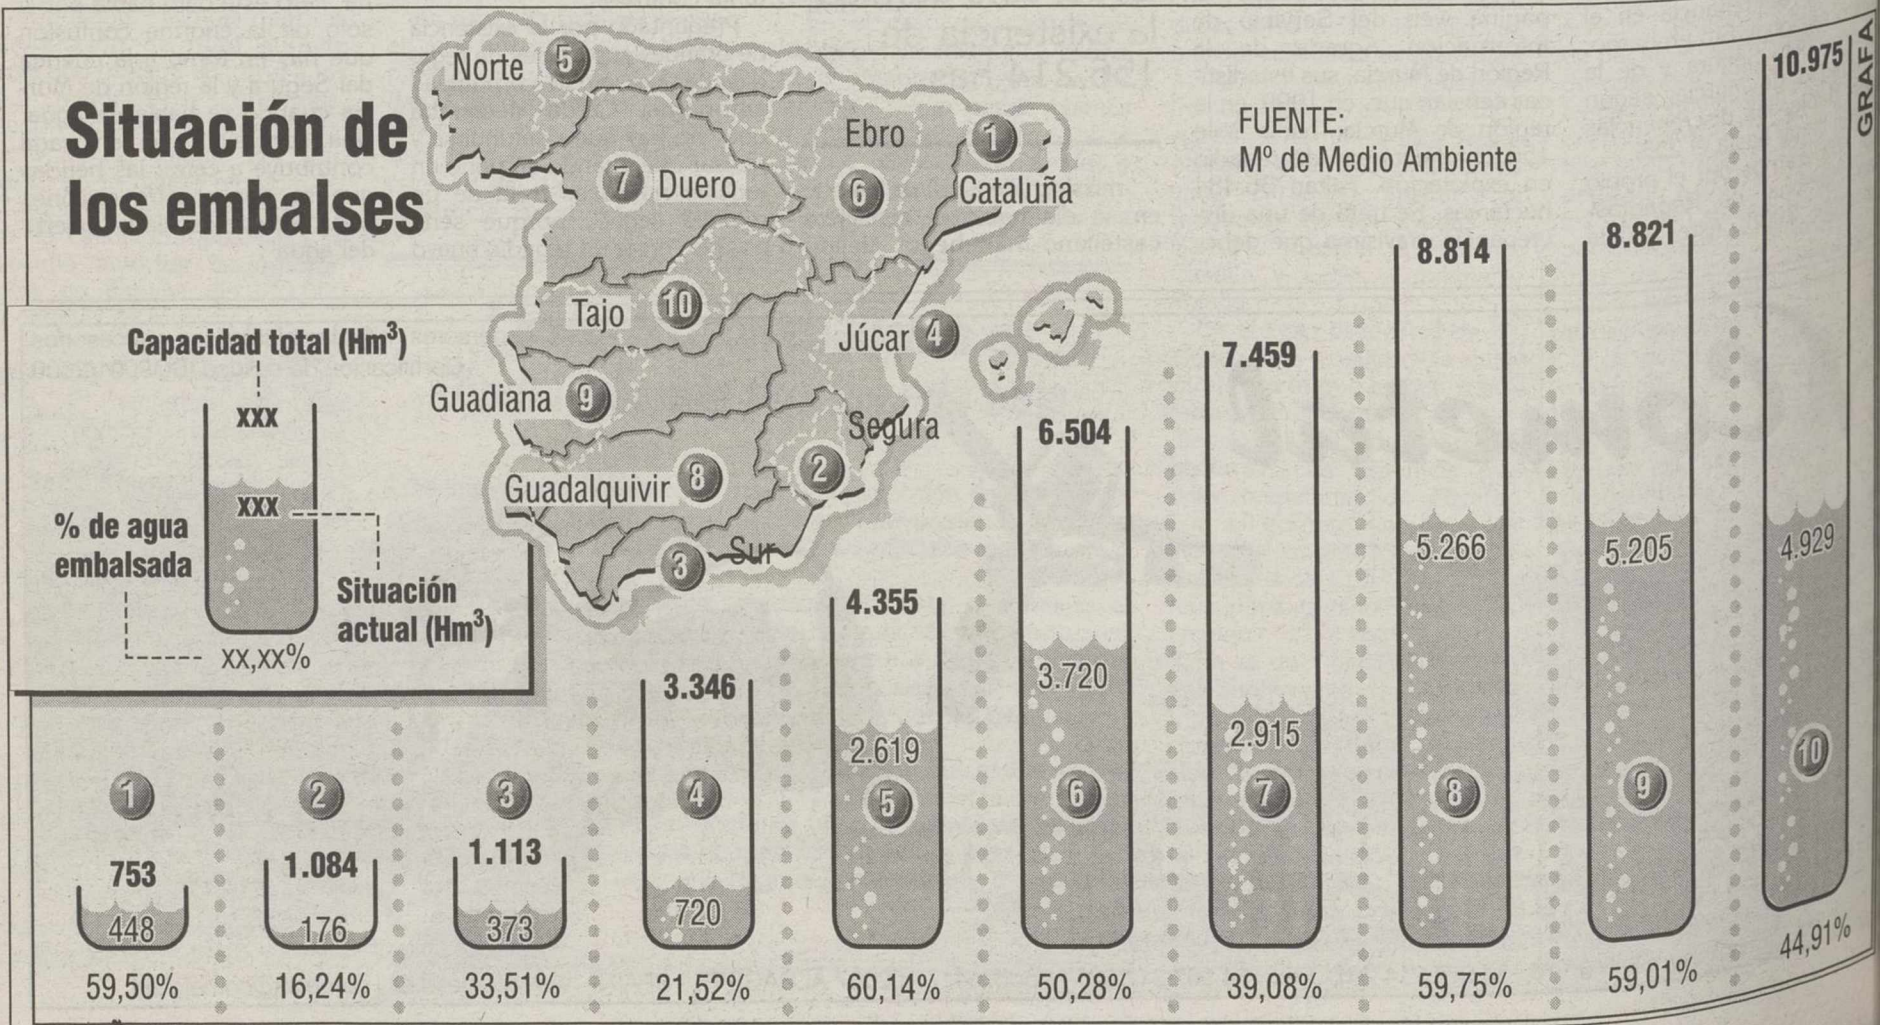 Situación de
los embalses
Capacidad total (Hm³)
xxx
xxx
% de agua
embalsada
Situación
actual (Hm³)
xx,xx%
Norte 5
Ebro
1
7 Duero
6
Cataluña
Tajo 10
Júcar 4
Guadiana 9
Segura
Guadalquivir 8
2
3 Sur
FUENTE:
Mº de Medio Ambiente
GRAFA
1
753
448
59,50%
2
1.084
176
16,24%
3
1.113
373
33,51%
3.346
4
720
21,52%
4.355
2.619
5
60,14%
6.504
3.720
6
50,28%
7.459
2.915
7
39,08%
8.814
5.266
8
59,75%
8.821
5.205
9
59,01%
10.975
4.929
10
44,91%